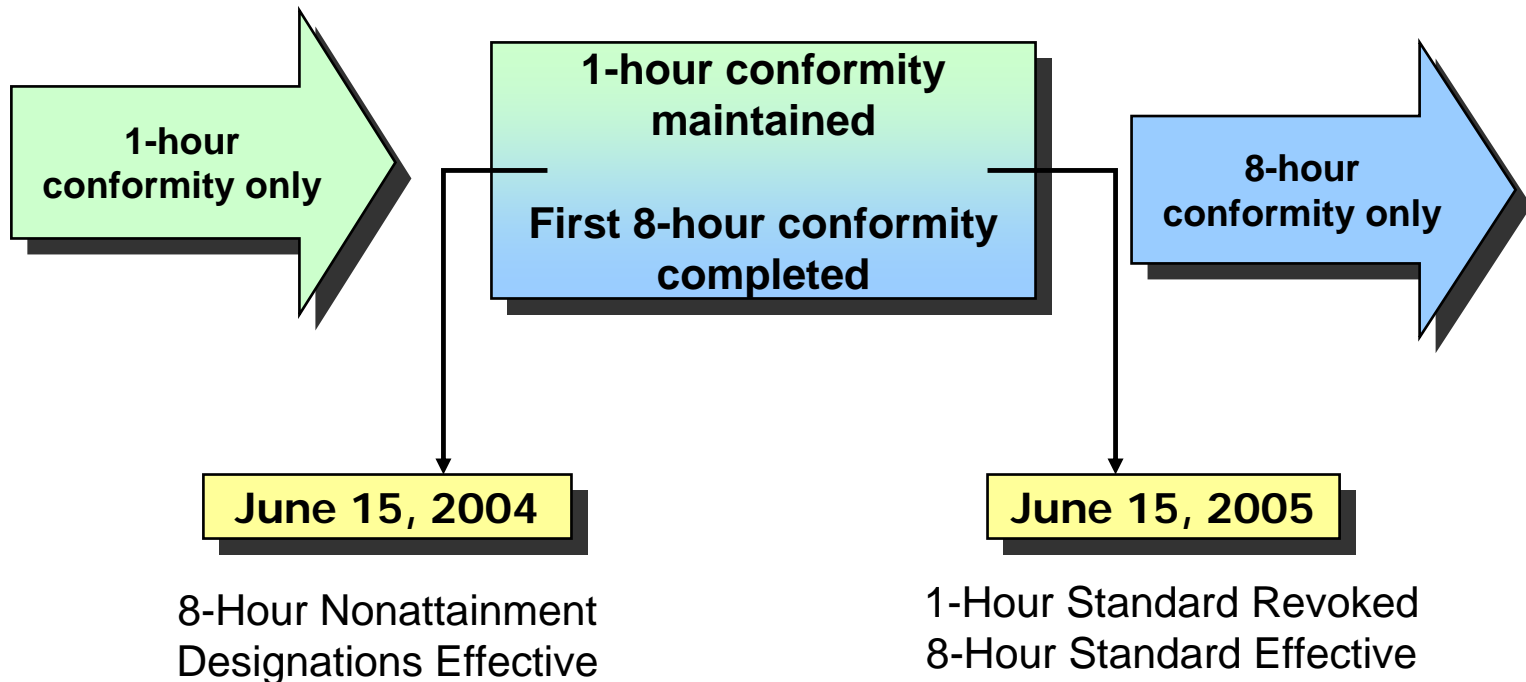 1-hour
conformity only
1-hour conformity
maintained
First 8-hour conformity
completed
8-hour
conformity only
June 15, 2004
8-Hour Nonattainment
Designations Effective
June 15, 2005
1-Hour Standard Revoked
8-Hour Standard Effective